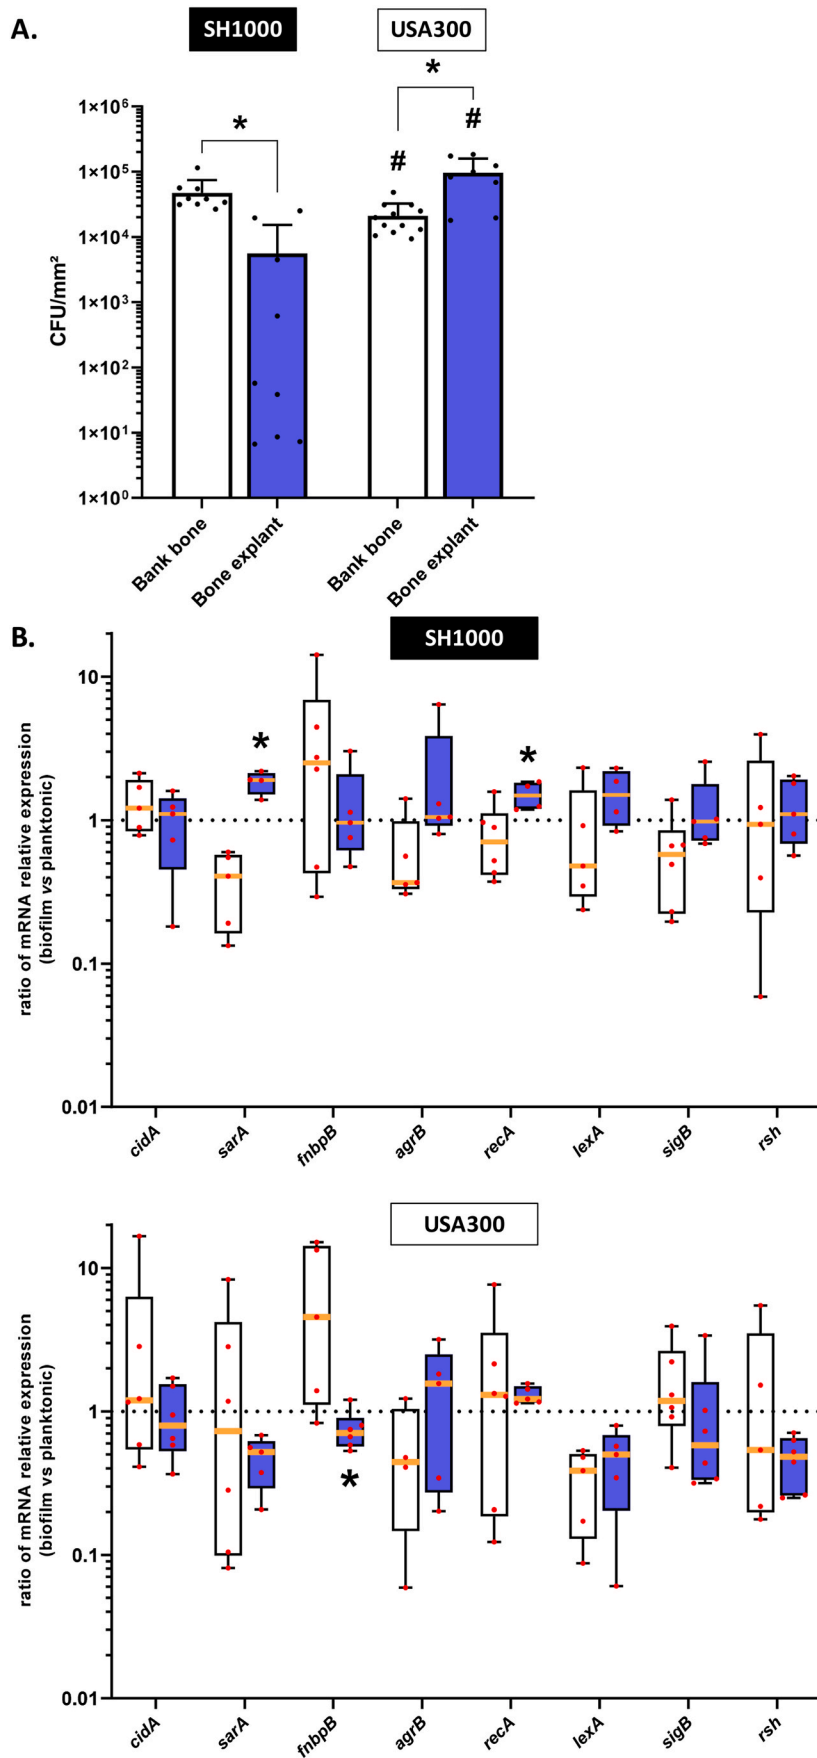 A.
SH1000
USA300
*
*
#
#
1×10⁶
1×10⁵
1×10⁴
1×10³
1×10²
1×10¹
1×10⁰
CFU/mm²
Bank bone
Bone explant
Bank bone
Bone explant
B.
SH1000
10
1
0.1
0.01
ratio of mRNA relative expression
(biofilm vs planktonic)
*
*
cidA
sarA
fnbpB
agrB
recA
lexA
sigB
rsh
USA300
10
1
0.1
0.01
ratio of mRNA relative expression
(biofilm vs planktonic)
*
cidA
sarA
fnbpB
agrB
recA
lexA
sigB
rsh